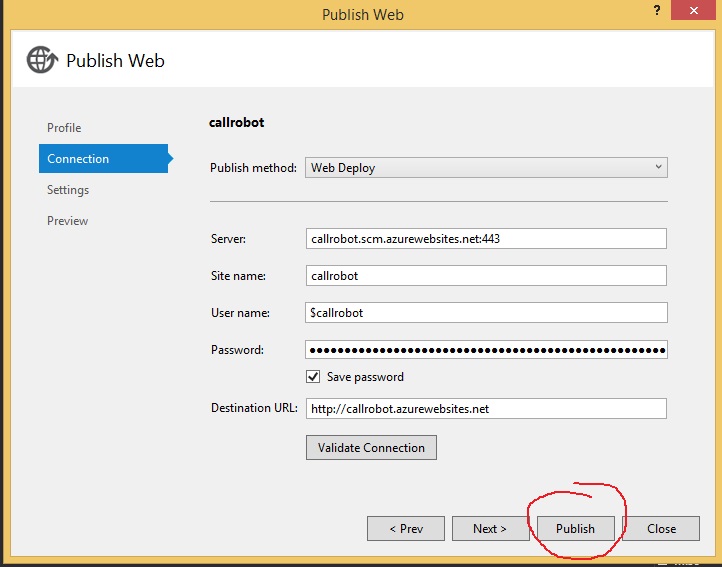 Publish Web
? x
Publish Web
Profile
Connection
Settings
Preview
callrobot
Publish method: Web Deploy
Server: callrobot.scm.azurewebsites.net:443
Site name: callrobot
User name: $callrobot
Password: ●●●●●●●●●●●●●●●●●●●●●●●●●●●●●●●●●●●●●●●●●●●●●●●●●●●
Save password
Destination URL: http://callrobot.azurewebsites.net
Validate Connection
< Prev Next > Publish Close